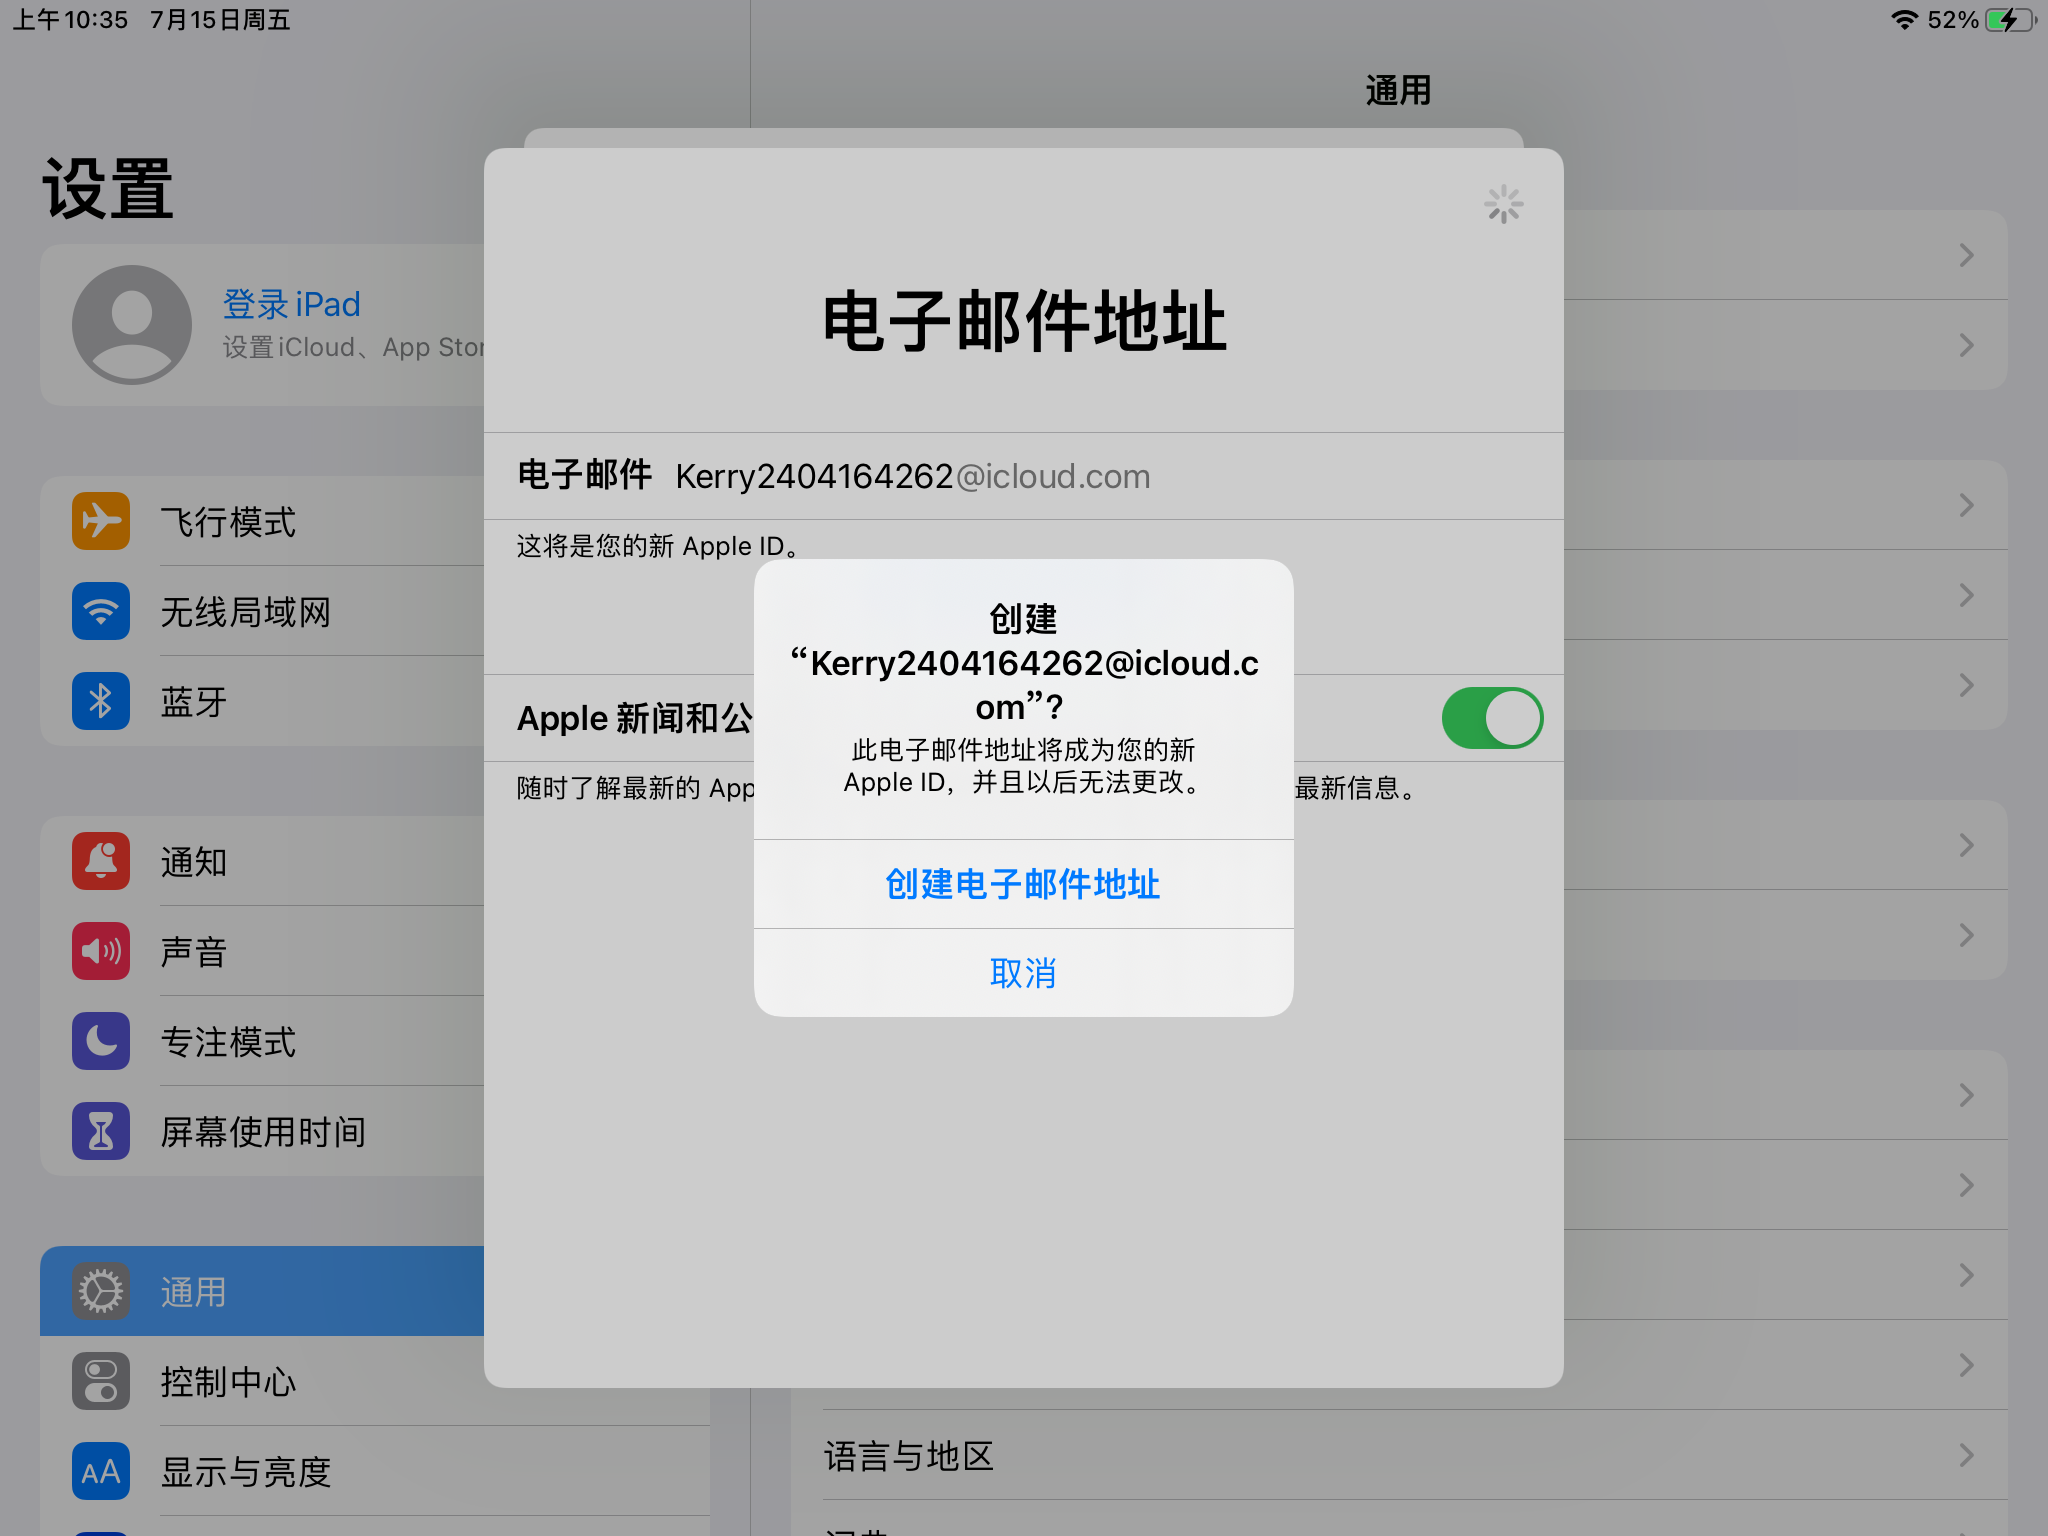 上午10:35 7月15日周五
52%
设置
登录 iPad
设置 iCloud、App Stor
飞行模式
无线局域网
蓝牙
通知
声音
专注模式
屏幕使用时间
通用
控制中心
显示与亮度
通用
电子邮件地址
电子邮件 Kerry2404164262@icloud.com
这将是您的新 Apple ID。
Apple 新闻和公
随时了解最新的 App
最新信息。
创建
“Kerry2404164262@icloud.c
om”?
此电子邮件地址将成为您的新
Apple ID，并且以后无法更改。
创建电子邮件地址
取消
语言与地区